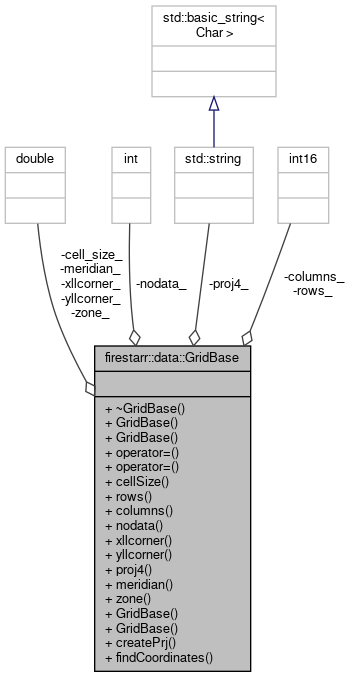 std::basic_string<
Char >
double
int
std::string
int16
-cell_size_
-meridian_
-xllcorner_
-yllcorner_
-zone_
-nodata_
-proj4_
-columns_
-rows_
firestarr::data::GridBase
+ ~GridBase()
+ GridBase()
+ GridBase()
+ operator=()
+ operator=()
+ cellSize()
+ rows()
+ columns()
+ nodata()
+ xllcorner()
+ yllcorner()
+ proj4()
+ meridian()
+ zone()
+ GridBase()
+ GridBase()
+ createPrj()
+ findCoordinates()